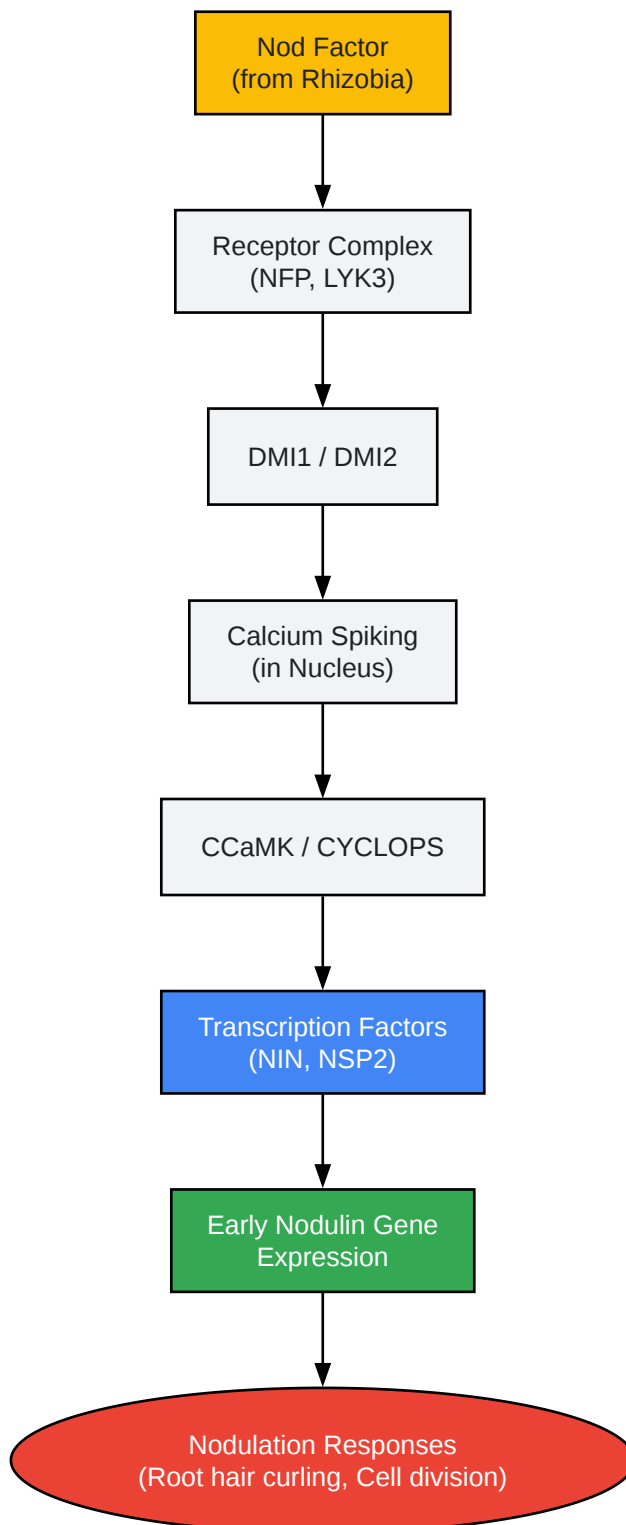 Nod Factor
(from Rhizobia)
Receptor Complex
(NFP, LYK3)
DMI1 / DMI2
Calcium Spiking
(in Nucleus)
CCaMK / CYCLOPS
Transcription Factors
(NIN, NSP2)
Early Nodulin Gene
Expression
Nodulation Responses
(Root hair curling, Cell division)